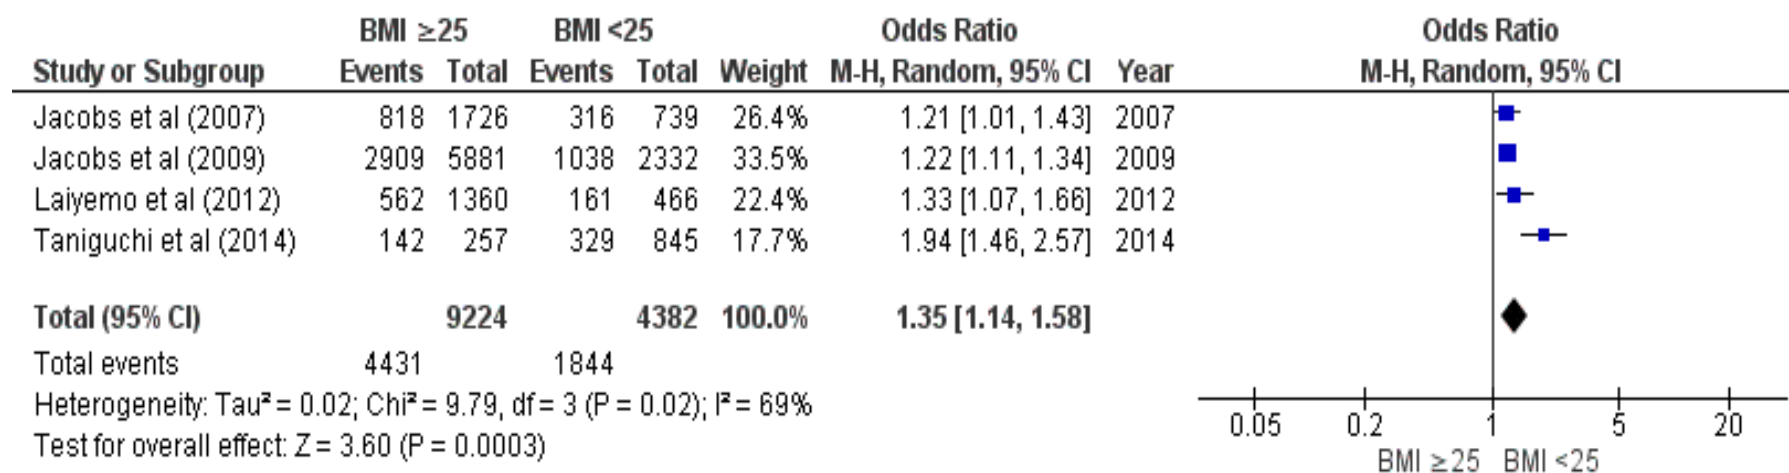 BMI ≥25 BMI <25 Odds Ratio Odds Ratio
Study or Subgroup Events Total Events Total Weight M-H, Random, 95% CI Year M-H, Random, 95% CI
Jacobs et al (2007) 818 1726 316 739 26.4% 1.21 [1.01, 1.43] 2007
Jacobs et al (2009) 2909 5881 1038 2332 33.5% 1.22 [1.11, 1.34] 2009
Laiyemo et al (2012) 562 1360 161 466 22.4% 1.33 [1.07, 1.66] 2012
Taniguchi et al (2014) 142 257 329 845 17.7% 1.94 [1.46, 2.57] 2014
Total (95% CI) 9224 4382 100.0% 1.35 [1.14, 1.58]
Total events 4431 1844
Heterogeneity: Tau² = 0.02; Chi² = 9.79, df = 3 (P = 0.02); I² = 69%
Test for overall effect: Z = 3.60 (P = 0.0003)
0.05 0.2 1 5 20
BMI ≥25 BMI <25